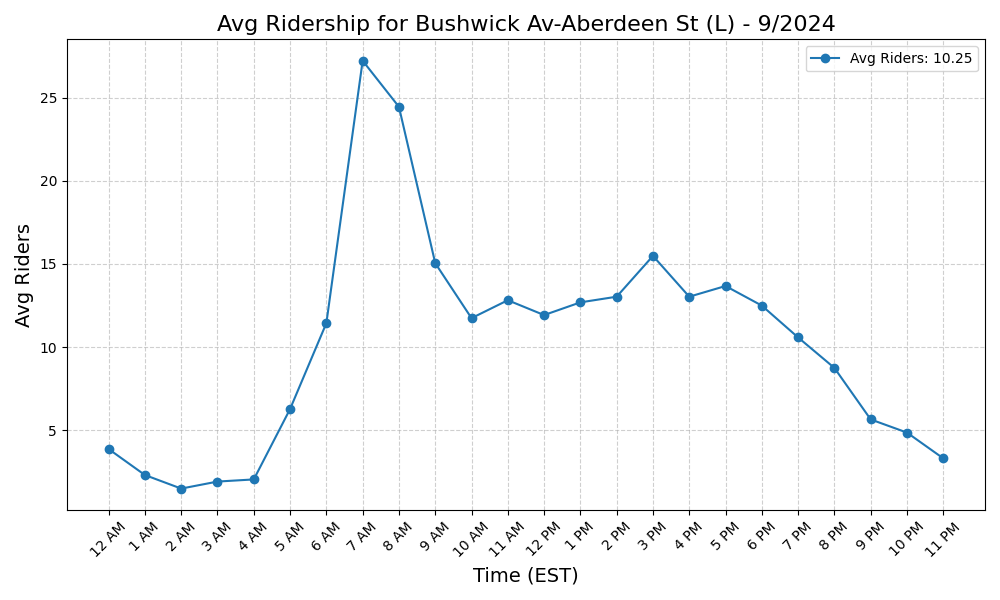 Avg Ridership for Bushwick Av-Aberdeen St (L) - 9/2024
Avg Riders: 10.25
Avg Riders
25
20
15
10
5
12 AM
1 AM
2 AM
3 AM
4 AM
5 AM
6 AM
7 AM
8 AM
9 AM
10 AM
11 AM
12 PM
1 PM
2 PM
3 PM
4 PM
5 PM
6 PM
7 PM
8 PM
9 PM
10 PM
11 PM
Time (EST)